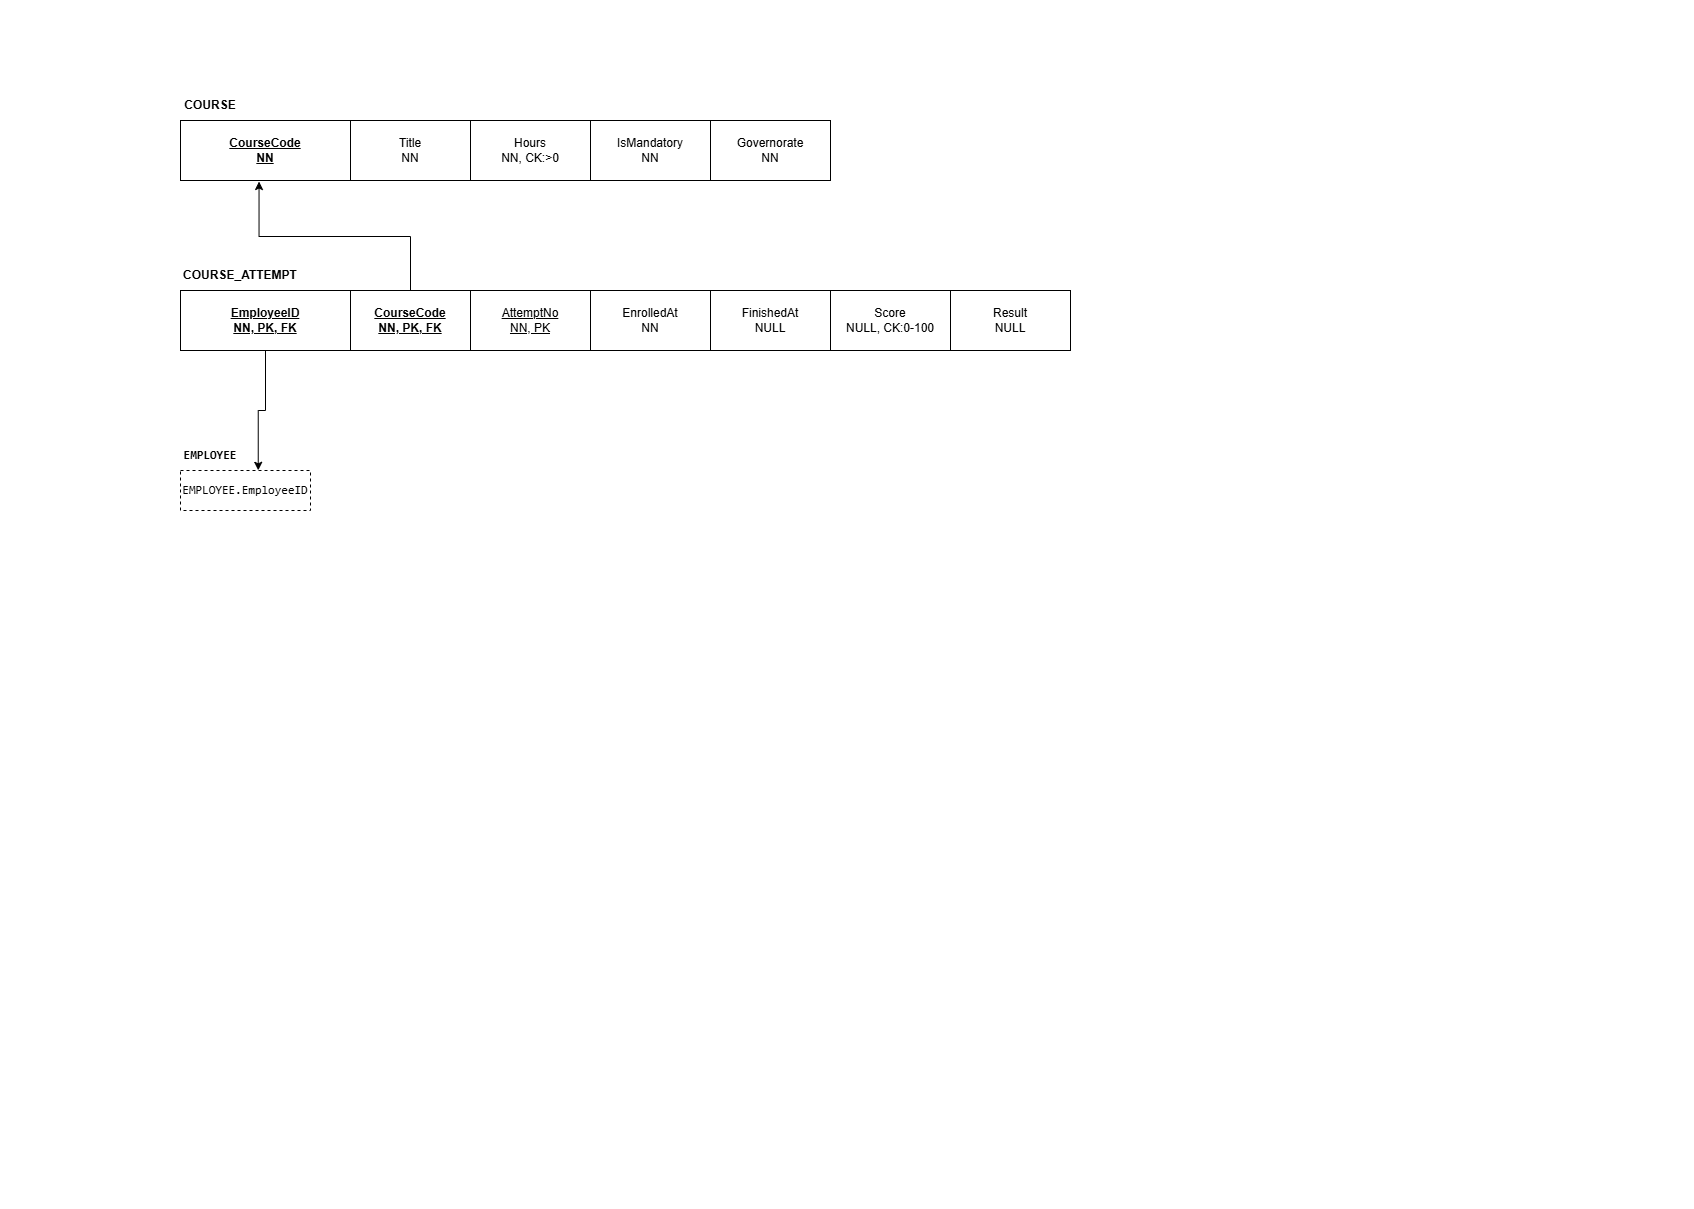 COURSE
CourseCode
NN
Title
NN
Hours
NN, CK:>0
IsMandatory
NN
Governorate
NN
COURSE_ATTEMPT
EmployeeID
NN, PK, FK
CourseCode
NN, PK, FK
AttemptNo
NN, PK
EnrolledAt
NN
FinishedAt
NULL
Score
NULL, CK:0-100
Result
NULL
EMPLOYEE
EMPLOYEE.EmployeeID